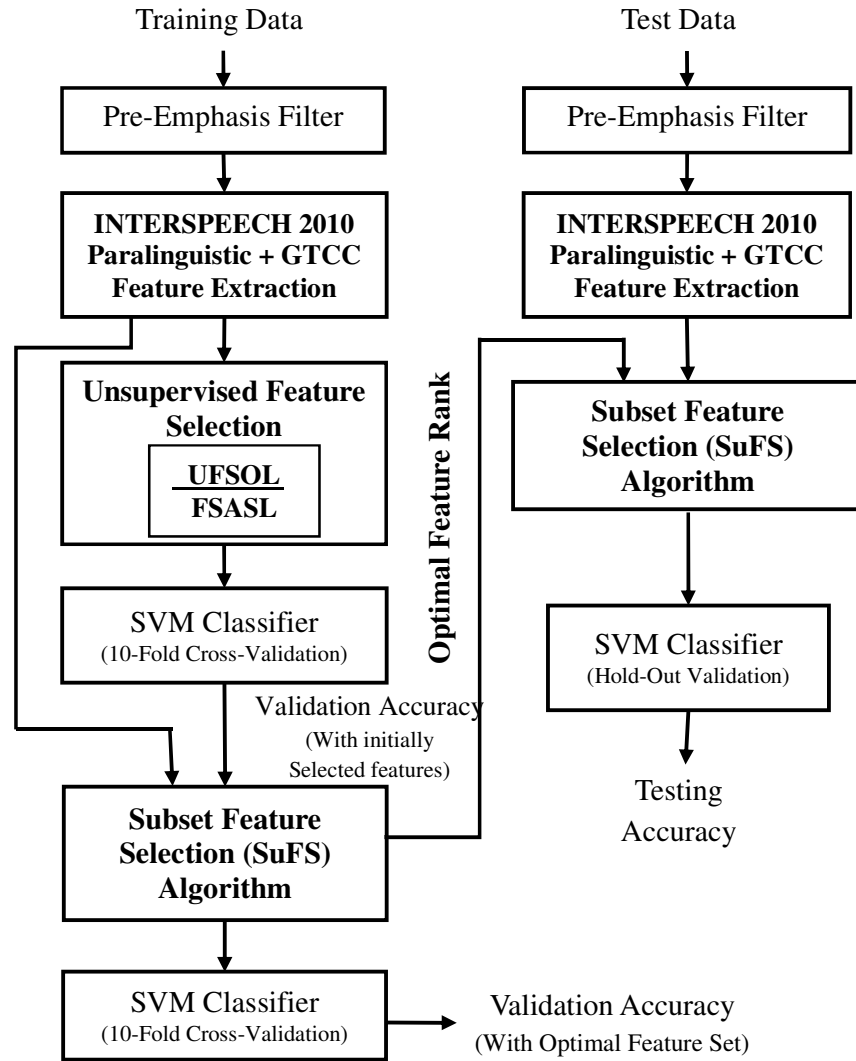 Training Data
Pre-Emphasis Filter
INTERSPEECH 2010
Paralinguistic + GTCC
Feature Extraction
Unsupervised Feature
Selection
UFSOL
FSASL
SVM Classifier
(10-Fold Cross-Validation)
Validation Accuracy
(With initially
Selected features)
Subset Feature
Selection (SuFS)
Algorithm
SVM Classifier
(10-Fold Cross-Validation)
Validation Accuracy
(With Optimal Feature Set)
Optimal Feature Rank
Test Data
Pre-Emphasis Filter
INTERSPEECH 2010
Paralinguistic + GTCC
Feature Extraction
Subset Feature
Selection (SuFS)
Algorithm
SVM Classifier
(Hold-Out Validation)
Testing
Accuracy